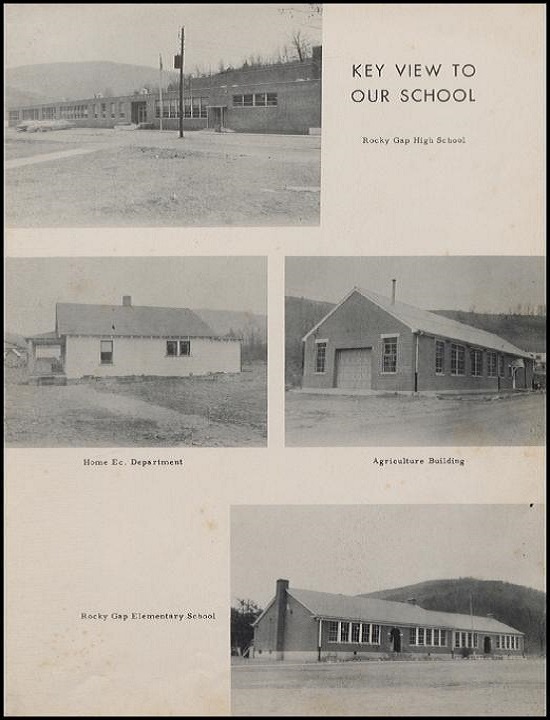 KEY VIEW TO
OUR SCHOOL
Rocky Gap High School
Home Ec. Department
Agriculture Building
Rocky Gap Elementary School